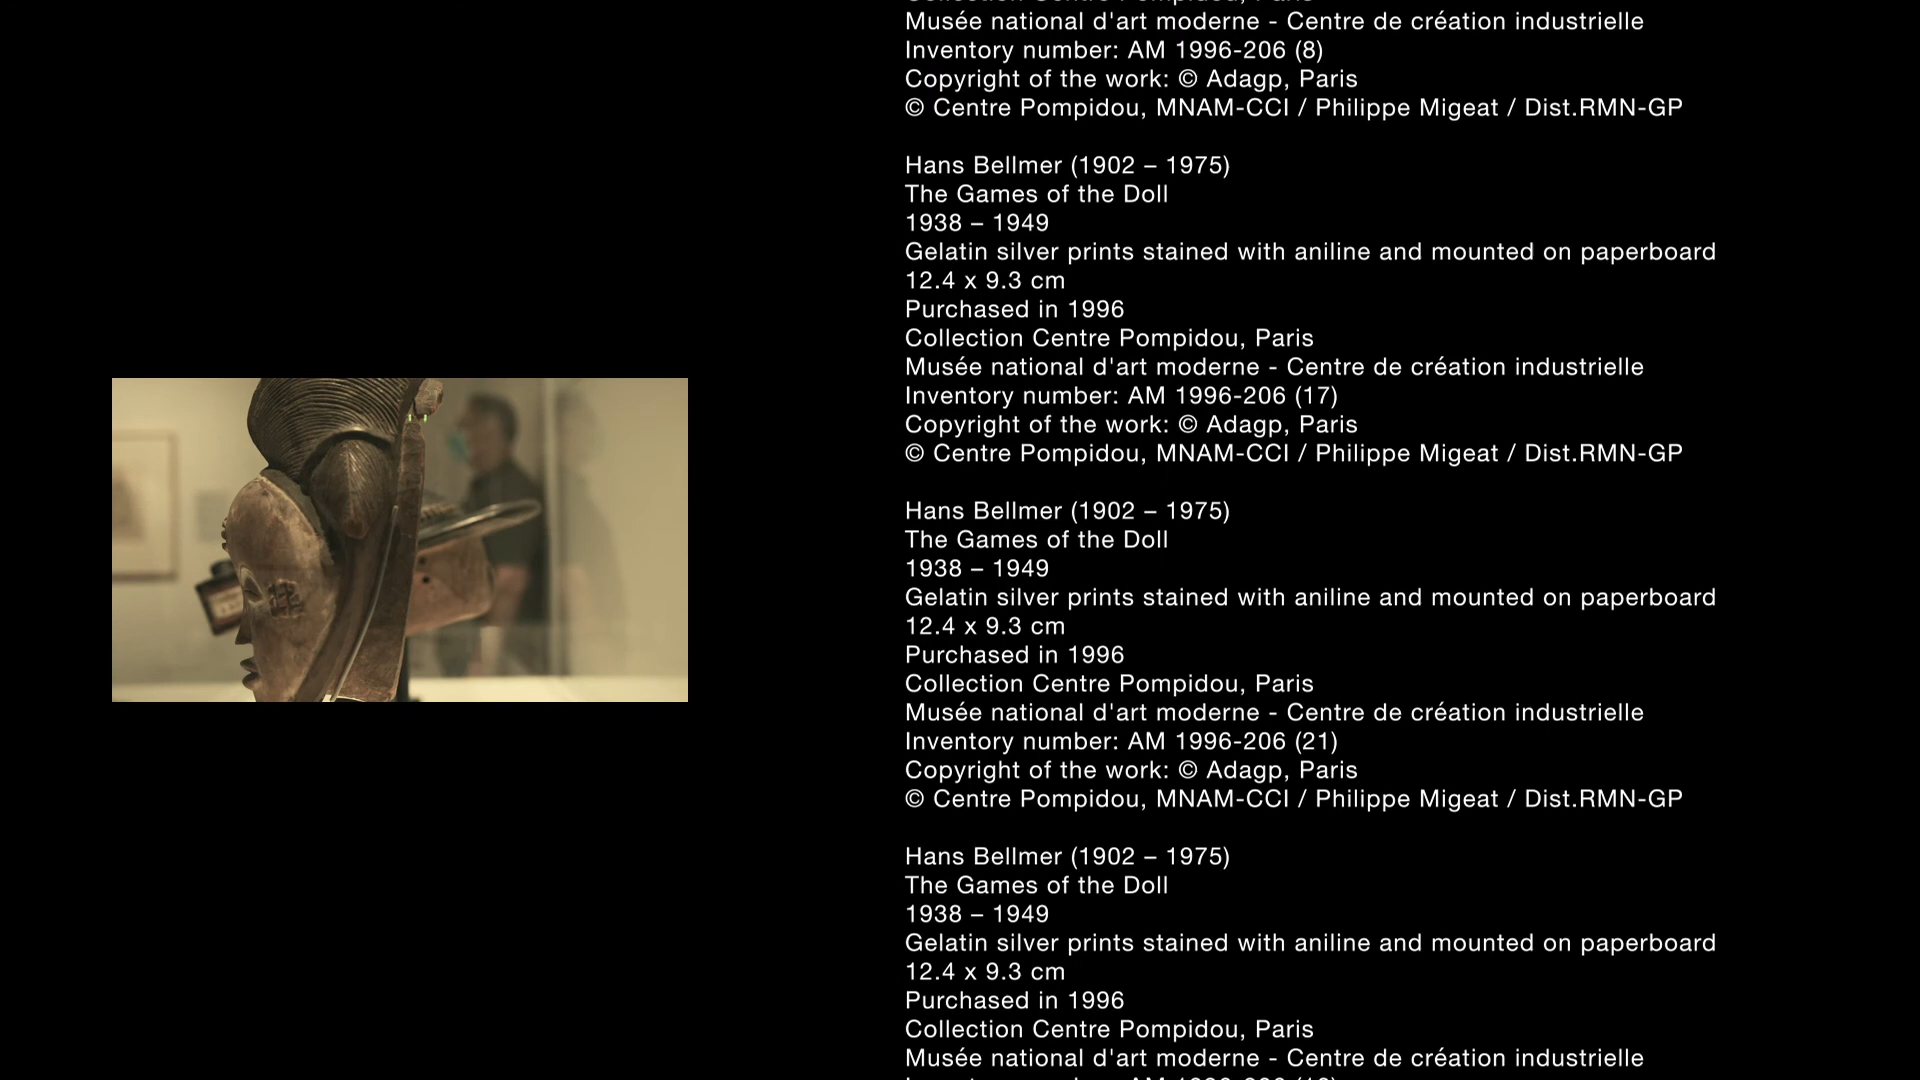 Collection Centre Pompidou, Paris
Musée national d'art moderne - Centre de création industrielle
Inventory number: AM 1996-206 (8)
Copyright of the work: © Adagp, Paris
© Centre Pompidou, MNAM-CCI / Philippe Migeat / Dist.RMN-GP
Hans Bellmer (1902 – 1975)
The Games of the Doll
1938 – 1949
Gelatin silver prints stained with aniline and mounted on paperboard
12.4 x 9.3 cm
Purchased in 1996
Collection Centre Pompidou, Paris
Musée national d'art moderne - Centre de création industrielle
Inventory number: AM 1996-206 (17)
Copyright of the work: © Adagp, Paris
© Centre Pompidou, MNAM-CCI / Philippe Migeat / Dist.RMN-GP
Hans Bellmer (1902 – 1975)
The Games of the Doll
1938 – 1949
Gelatin silver prints stained with aniline and mounted on paperboard
12.4 x 9.3 cm
Purchased in 1996
Collection Centre Pompidou, Paris
Musée national d'art moderne - Centre de création industrielle
Inventory number: AM 1996-206 (21)
Copyright of the work: © Adagp, Paris
© Centre Pompidou, MNAM-CCI / Philippe Migeat / Dist.RMN-GP
Hans Bellmer (1902 – 1975)
The Games of the Doll
1938 – 1949
Gelatin silver prints stained with aniline and mounted on paperboard
12.4 x 9.3 cm
Purchased in 1996
Collection Centre Pompidou, Paris
Musée national d'art moderne - Centre de création industrielle